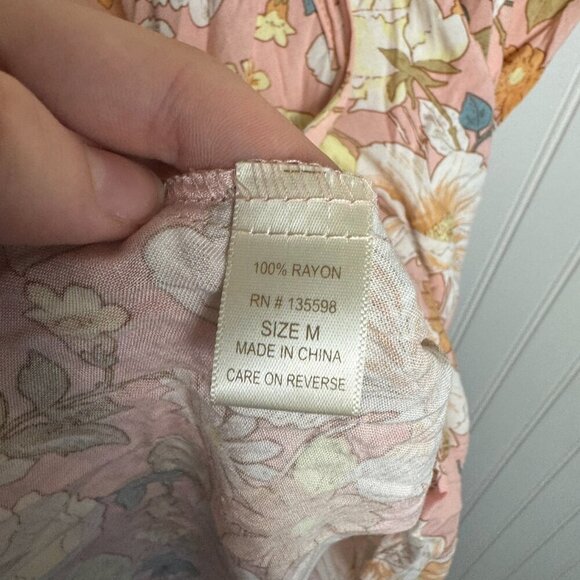 100% RAYON
RN # 135598
SIZE M
MADE IN CHINA
CARE ON REVERSE